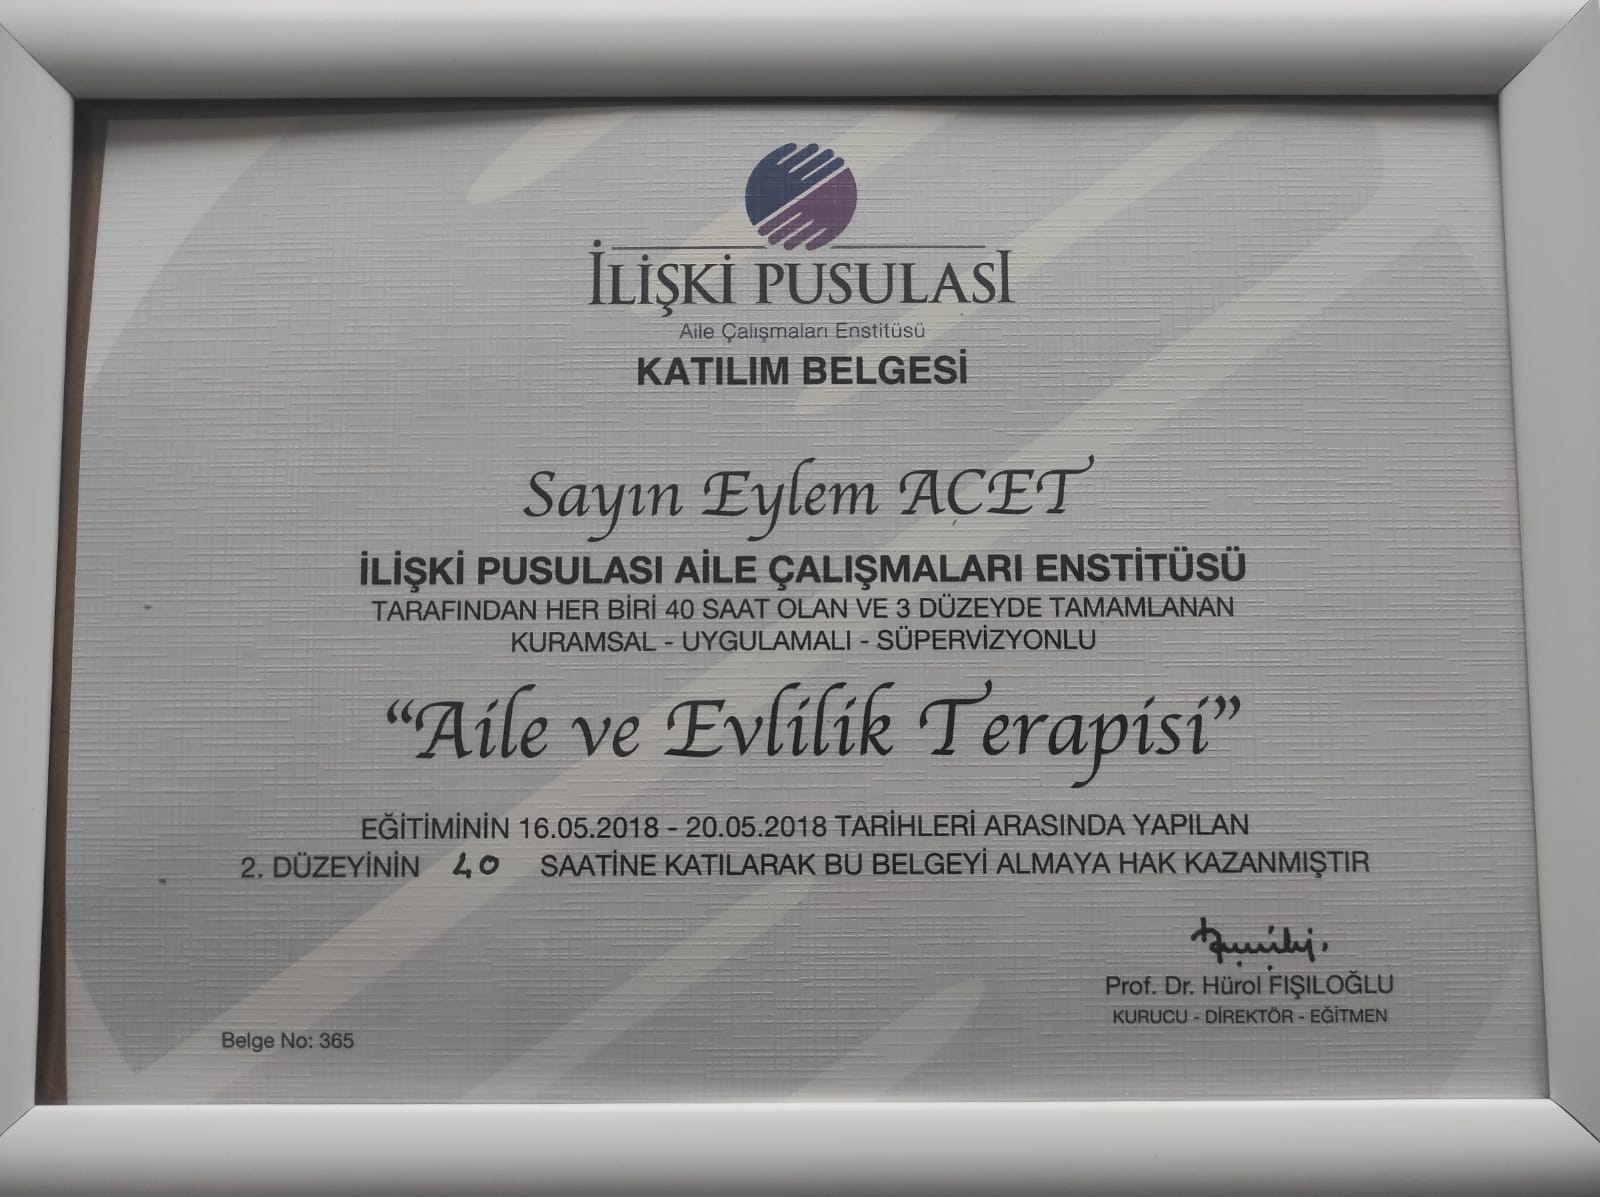 İLİŞKİ PUSULASI
Aile Çalışmaları Enstitüsü
KATILIM BELGESİ
Sayın Eylem ACET
İLİŞKİ PUSULASI AİLE ÇALIŞMALARI ENSTİTÜSÜ
TARAFINDAN HER BİRİ 40 SAAT OLAN VE 3 DÜZEYDE TAMAMLANAN
KURAMSAL - UYGULAMALI - SÜPERVİZYONLU
“Aile ve Evlilik Terapisi”
EĞİTİMİNİN 16.05.2018 - 20.05.2018 TARİHLERİ ARASINDA YAPILAN
2. DÜZEYİNİN 40 SAATİNE KATILARAK BU BELGEYİ ALMAYA HAK KAZANMIŞTIR
Prof. Dr. Hürol FIŞILOĞLU
KURUCU - DİREKTÖR - EĞİTMEN
Belge No: 365